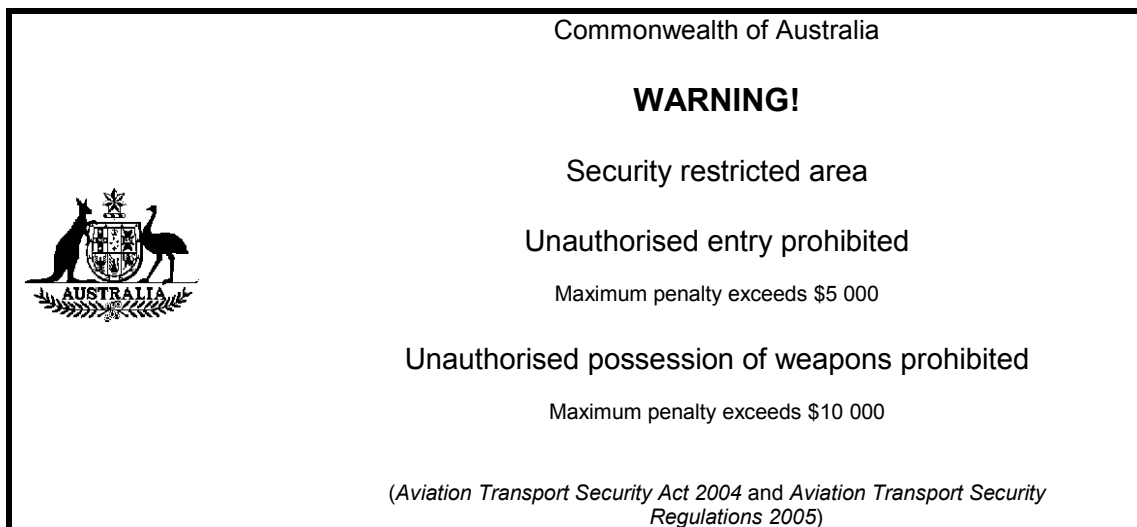 Commonwealth of Australia
WARNING!
Security restricted area
Unauthorised entry prohibited
Maximum penalty exceeds $5 000
AUSTRALIA
Unauthorised possession of weapons prohibited
Maximum penalty exceeds $10 000
(Aviation Transport Security Act 2004 and Aviation Transport Security
Regulations 2005)